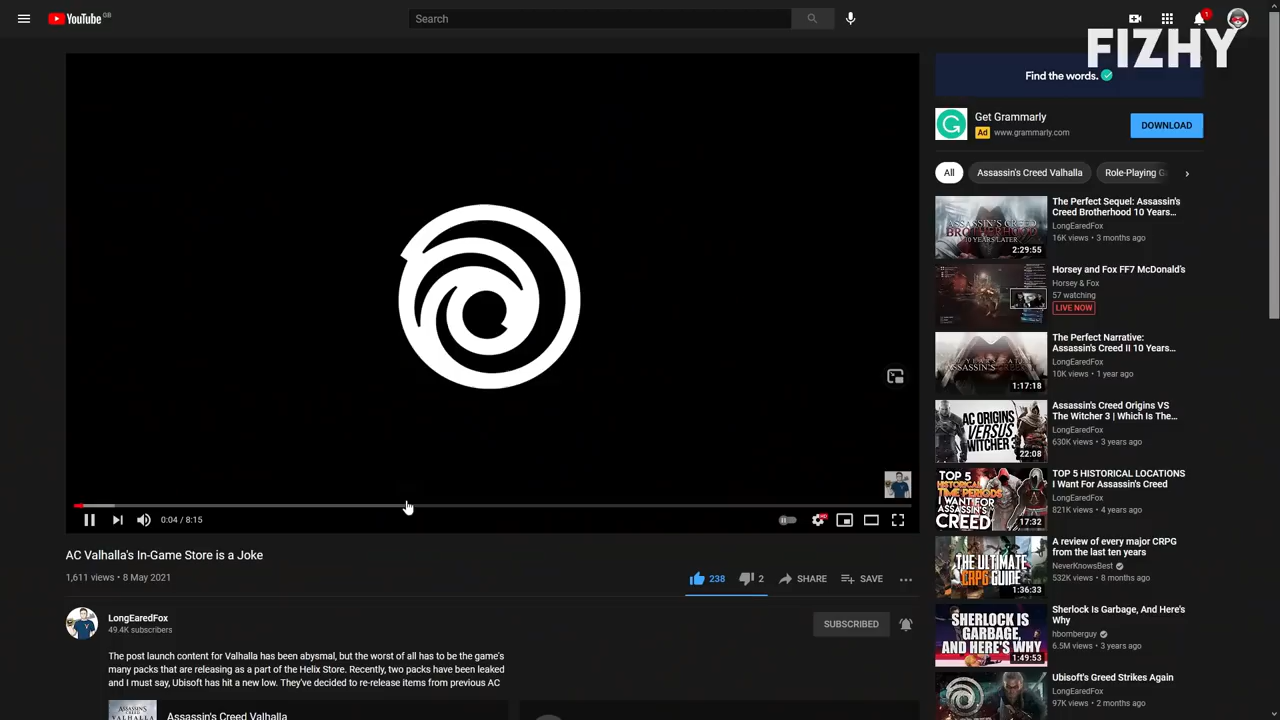 YouTube GB
Search
1
FIZHY
Find the words.
Get Grammarly
Ad www.grammarly.com
DOWNLOAD
All
Assassin's Creed Valhalla
Role-Playing G
The Perfect Sequel: Assassin's
Creed Brotherhood 10 Years...
LongEaredFox
16K views • 3 months ago
ASSASSIN'S CREED
BROTHERHOOD
10 YEARS LATER
2:29:55
Horsey and Fox FF7 McDonald's
Horsey & Fox
57 watching
LIVE NOW
The Perfect Narrative:
Assassin's Creed II 10 Years...
LongEaredFox
10K views • 1 year ago
1:17:18
Assassin's Creed Origins VS
The Witcher 3 | Which Is The...
LongEaredFox
630K views • 3 years ago
AC ORIGINS
VERSUS
WITCHER 3
22:08
TOP 5 HISTORICAL LOCATIONS
I Want For Assassin's Creed
LongEaredFox
821K views • 4 years ago
TOP 5
HISTORICAL
TIME PERIODS
I WANT FOR
ASSASSIN'S
CREED
17:32
A review of every major CRPG
from the last ten years
NeverKnowsBest
532K views • 8 months ago
THE ULTIMATE
CRPG
GUIDE
1:36:33
Sherlock Is Garbage, And Here's
Why
hbomberguy
6.5M views • 3 years ago
SHERLOCK IS
GARBAGE,
AND HERE'S WHY
1:49:53
Ubisoft's Greed Strikes Again
LongEaredFox
97K views • 2 months ago
0:04 / 8:15
HD
AC Valhalla's In-Game Store is a Joke
1,611 views • 8 May 2021
238
2
SHARE
SAVE
LongEaredFox
49.4K subscribers
SUBSCRIBED
The post launch content for Valhalla has been abysmal, but the worst of all has to be the game's
many packs that are releasing as a part of the Helix Store. Recently, two packs have been leaked
and I must say, Ubisoft has hit a new low. They've decided to re-release items from previous AC
Assassin's Creed Valhalla
ASSASSIN'S CREED
VALHALLA